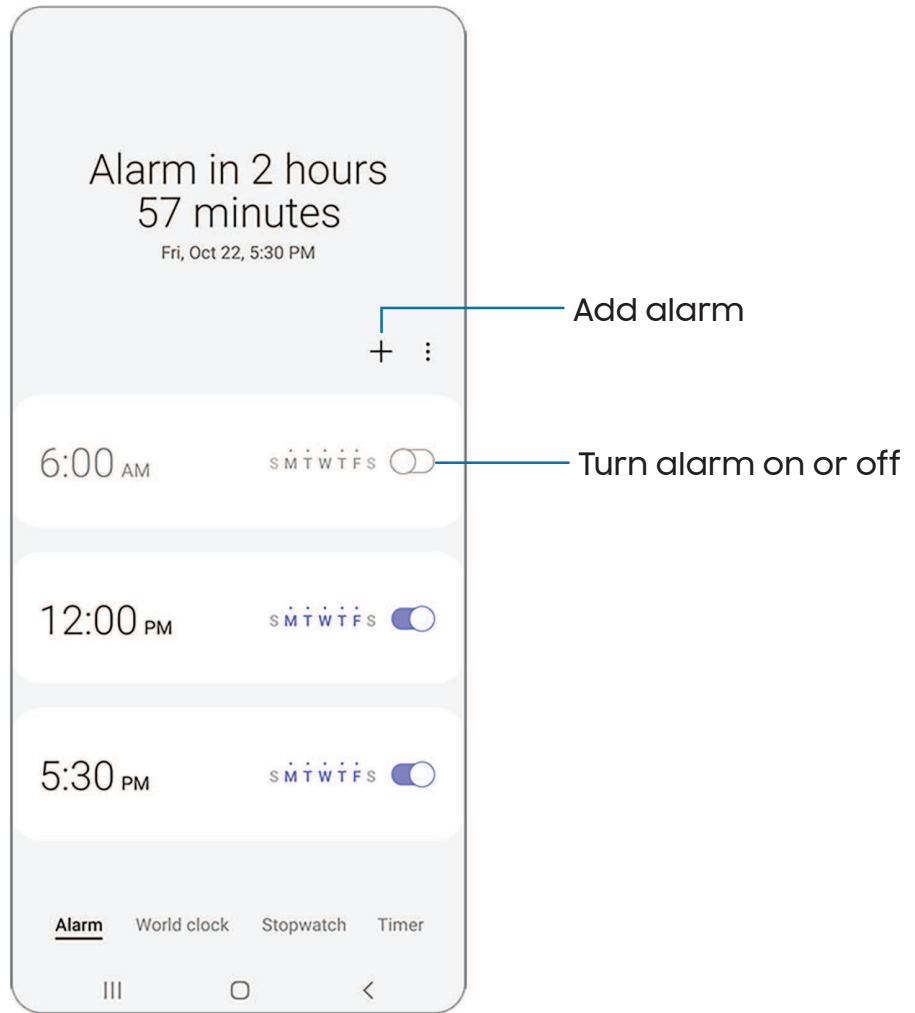 Alarm in 2 hours
57 minutes
Fri, Oct 22, 5:30 PM
Add alarm
6:00 AM S M T W T F S
Turn alarm on or off
12:00 PM S M T W T F S
5:30 PM S M T W T F S
Alarm World clock Stopwatch Timer